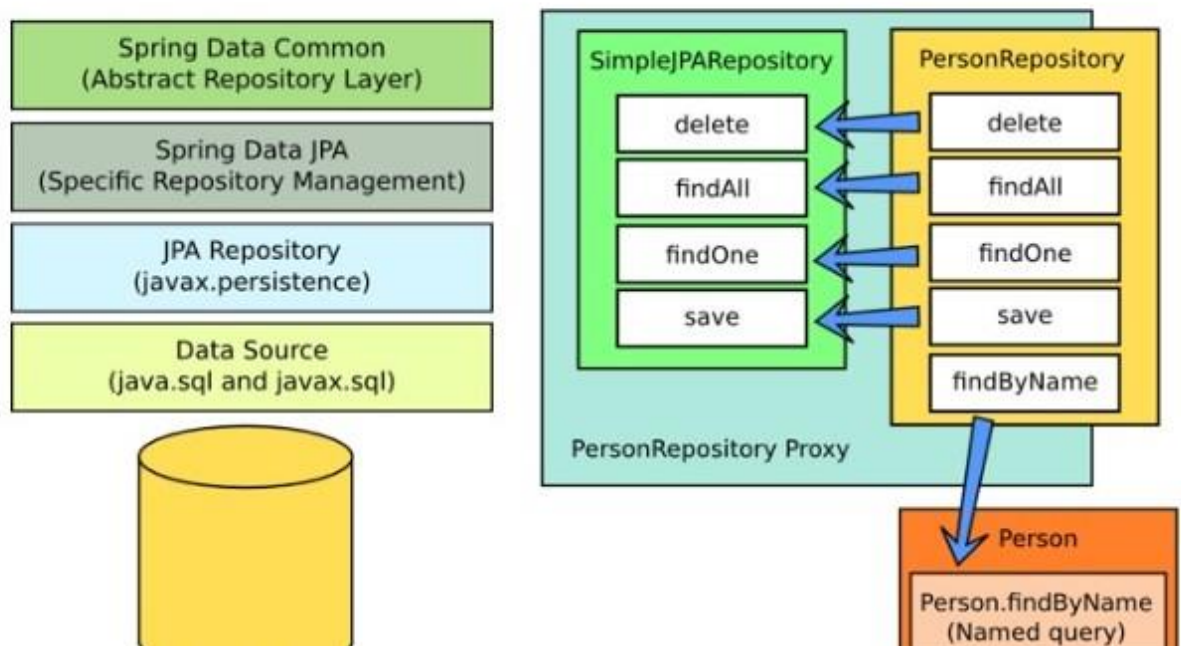 Spring Data Common
(Abstract Repository Layer)
Spring Data JPA
(Specific Repository Management)
JPA Repository
(javax.persistence)
Data Source
(java.sql and javax.sql)
SimpleJPARepository
delete
findAll
findOne
save
PersonRepository
delete
findAll
findOne
save
findByName
PersonRepository Proxy
Person
Person.findByName
(Named query)